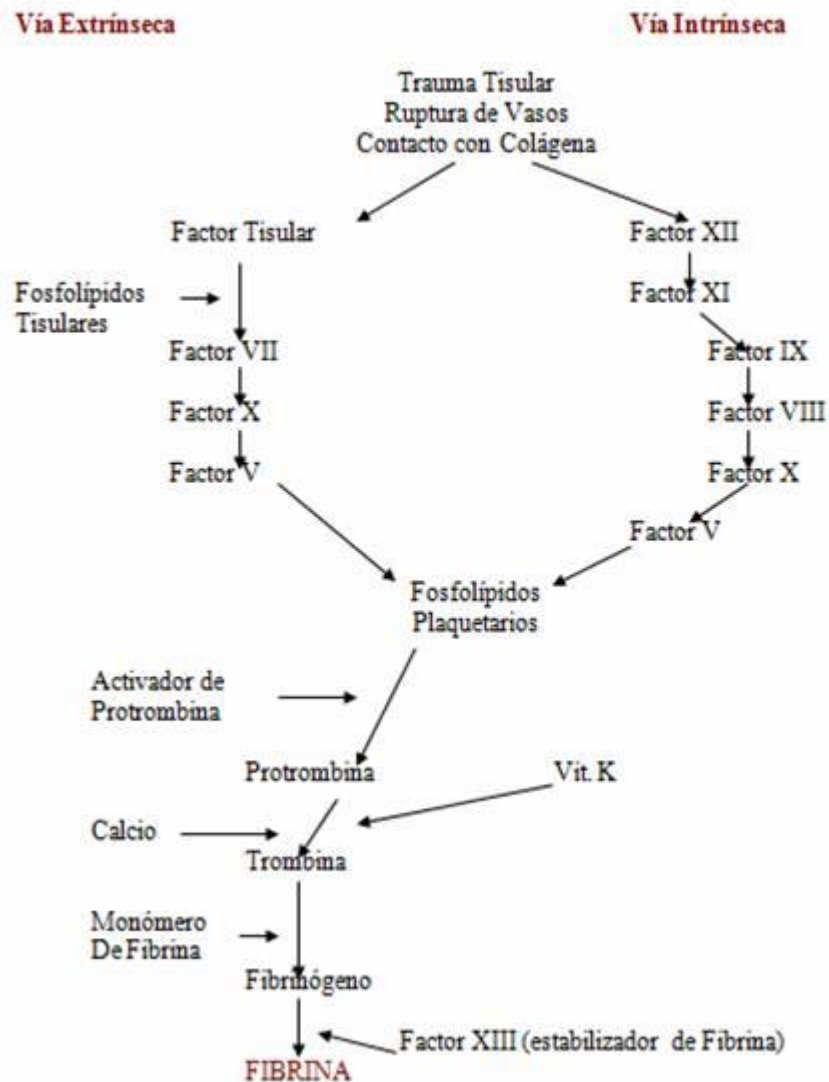 Vía Extrínseca
Vía Intrínseca
Trauma Tisular
Ruptura de Vasos
Contacto con Colágena
Factor Tisular
Factor XII
Fosfolípidos
Tisulares
Factor XI
Factor VII
Factor IX
Factor X
Factor VIII
Factor V
Factor X
Factor V
Fosfolípidos
Plaquetarios
Activador de
Protrombina
Protrombina
Vit. K
Calcio
Trombina
Monómero
De Fibrina
Fibrinógeno
Factor XIII (estabilizador de Fibrina)
FIBRINA